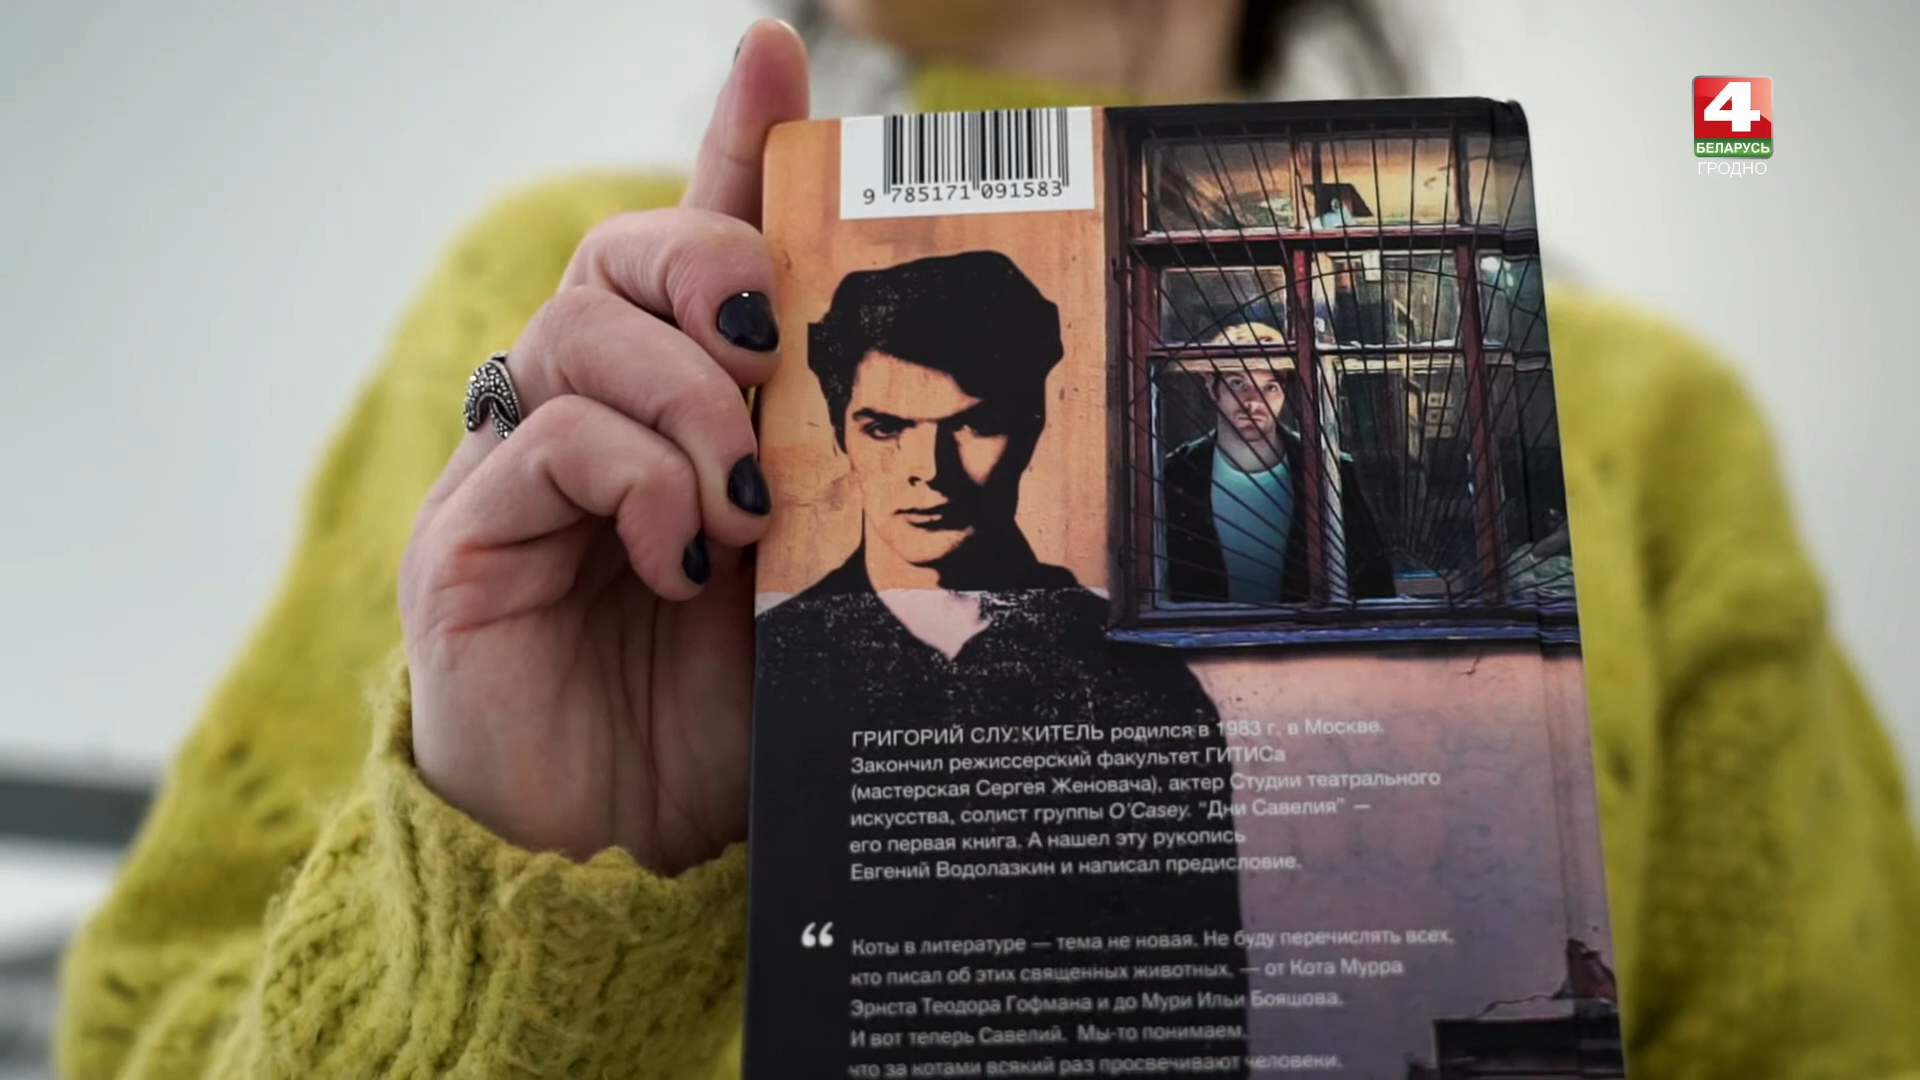 4
БЕЛАРУСЬ
ГРОДНО
9 785171 091583
ГРИГОРИЙ СЛУЖИТЕЛЬ родился в 1983 г. в Москве.
Закончил режиссерский факультет ГИТИСа
(мастерская Сергея Женовача), актер Студии театрального
искусства, солист группы O'Casey. "Дни Савелия" —
его первая книга. А нашел эту рукопись
Евгений Водолазкин и написал предисловие.
“ Коты в литературе — тема не новая. Не буду перечислять всех,
кто писал об этих священных животных, — от Кота Мурра
Эрнста Теодора Гофмана и до Мури Ильи Бояшова.
И вот теперь Савелий. Мы-то понимаем,
что за котами всякий раз просвечивают человеки.